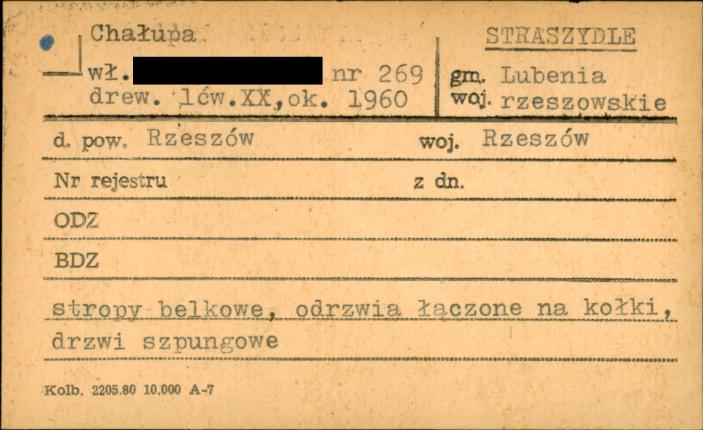 Chałupa
STRASZYDLE
wł. nr 269
gm. Lubenia
drew. 1ćw.XX,ok. 1960
woj. rzeszowskie
d. pow. Rzeszów woj. Rzeszów
Nr rejestru z dn.
ODZ
BDZ
stropy belkowe, odrzwia łączone na kołki,
drzwi szpungowe
Kolb. 2205.80 10.000 A-7